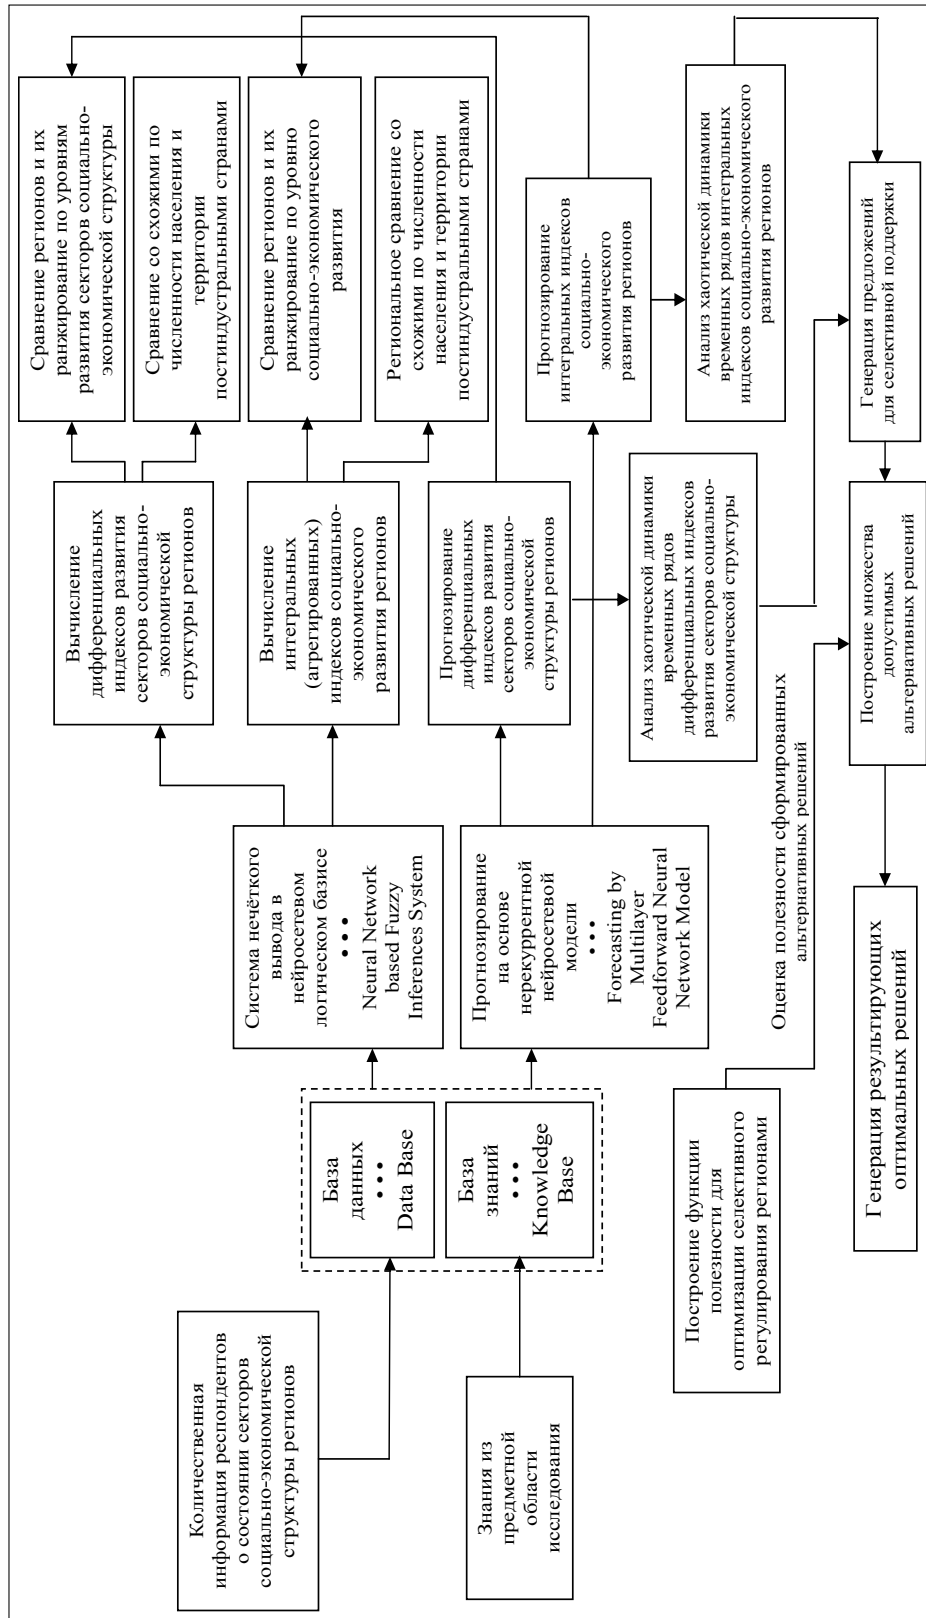 Количественная
информация респондентов
о состоянии секторов
социально-экономической
структуры регионов
Знания из
предметной
области
исследования
База
данных
•••
Data Base
База
знаний
•••
Knowledge
Base
Система нечёткого
вывода в
нейросетевом
логическом базисе
•••
Neural Network
based Fuzzy
Inferences System
Прогнозирование
на основе
нерекуррентной
нейросетевой
модели
•••
Forecasting by
Multilayer
Feedforward Neural
Network Model
Вычисление
дифференциальных
индексов развития
секторов социально-
экономической
структуры регионов
Вычисление
интегральных
(агрегированных)
индексов социально-
экономического
развития регионов
Прогнозирование
дифференциальных
индексов развития
секторов социально-
экономической
структуры регионов
Сравнение регионов и их
ранжирование по уровням
развития секторов социально-
экономической структуры
Сравнение со схожими по
численности населения и
территории
постиндустральными странами
Сравнение регионов и их
ранжирование по уровню
социально-экономического
развития
Региональное сравнение со
схожими по численности
населения и территории
постиндустральными странами
Прогнозирование
интегральных индексов
социально-
экономического
развития регионов
Анализ хаотической динамики
временных рядов интегральных
индексов социально-экономического
развития регионов
Анализ хаотической динамики
временных рядов
дифференциальных индексов
развития секторов социально-
экономической структуры
Построение функции
полезности для
оптимизации селективного
регулирования регионами
Оценка полезности сформированных
альтернативных решений
Генерация предложений
для селективной поддержки
Построение множества
допустимых
альтернативных решений
Генерация результирующих
оптимальных решений